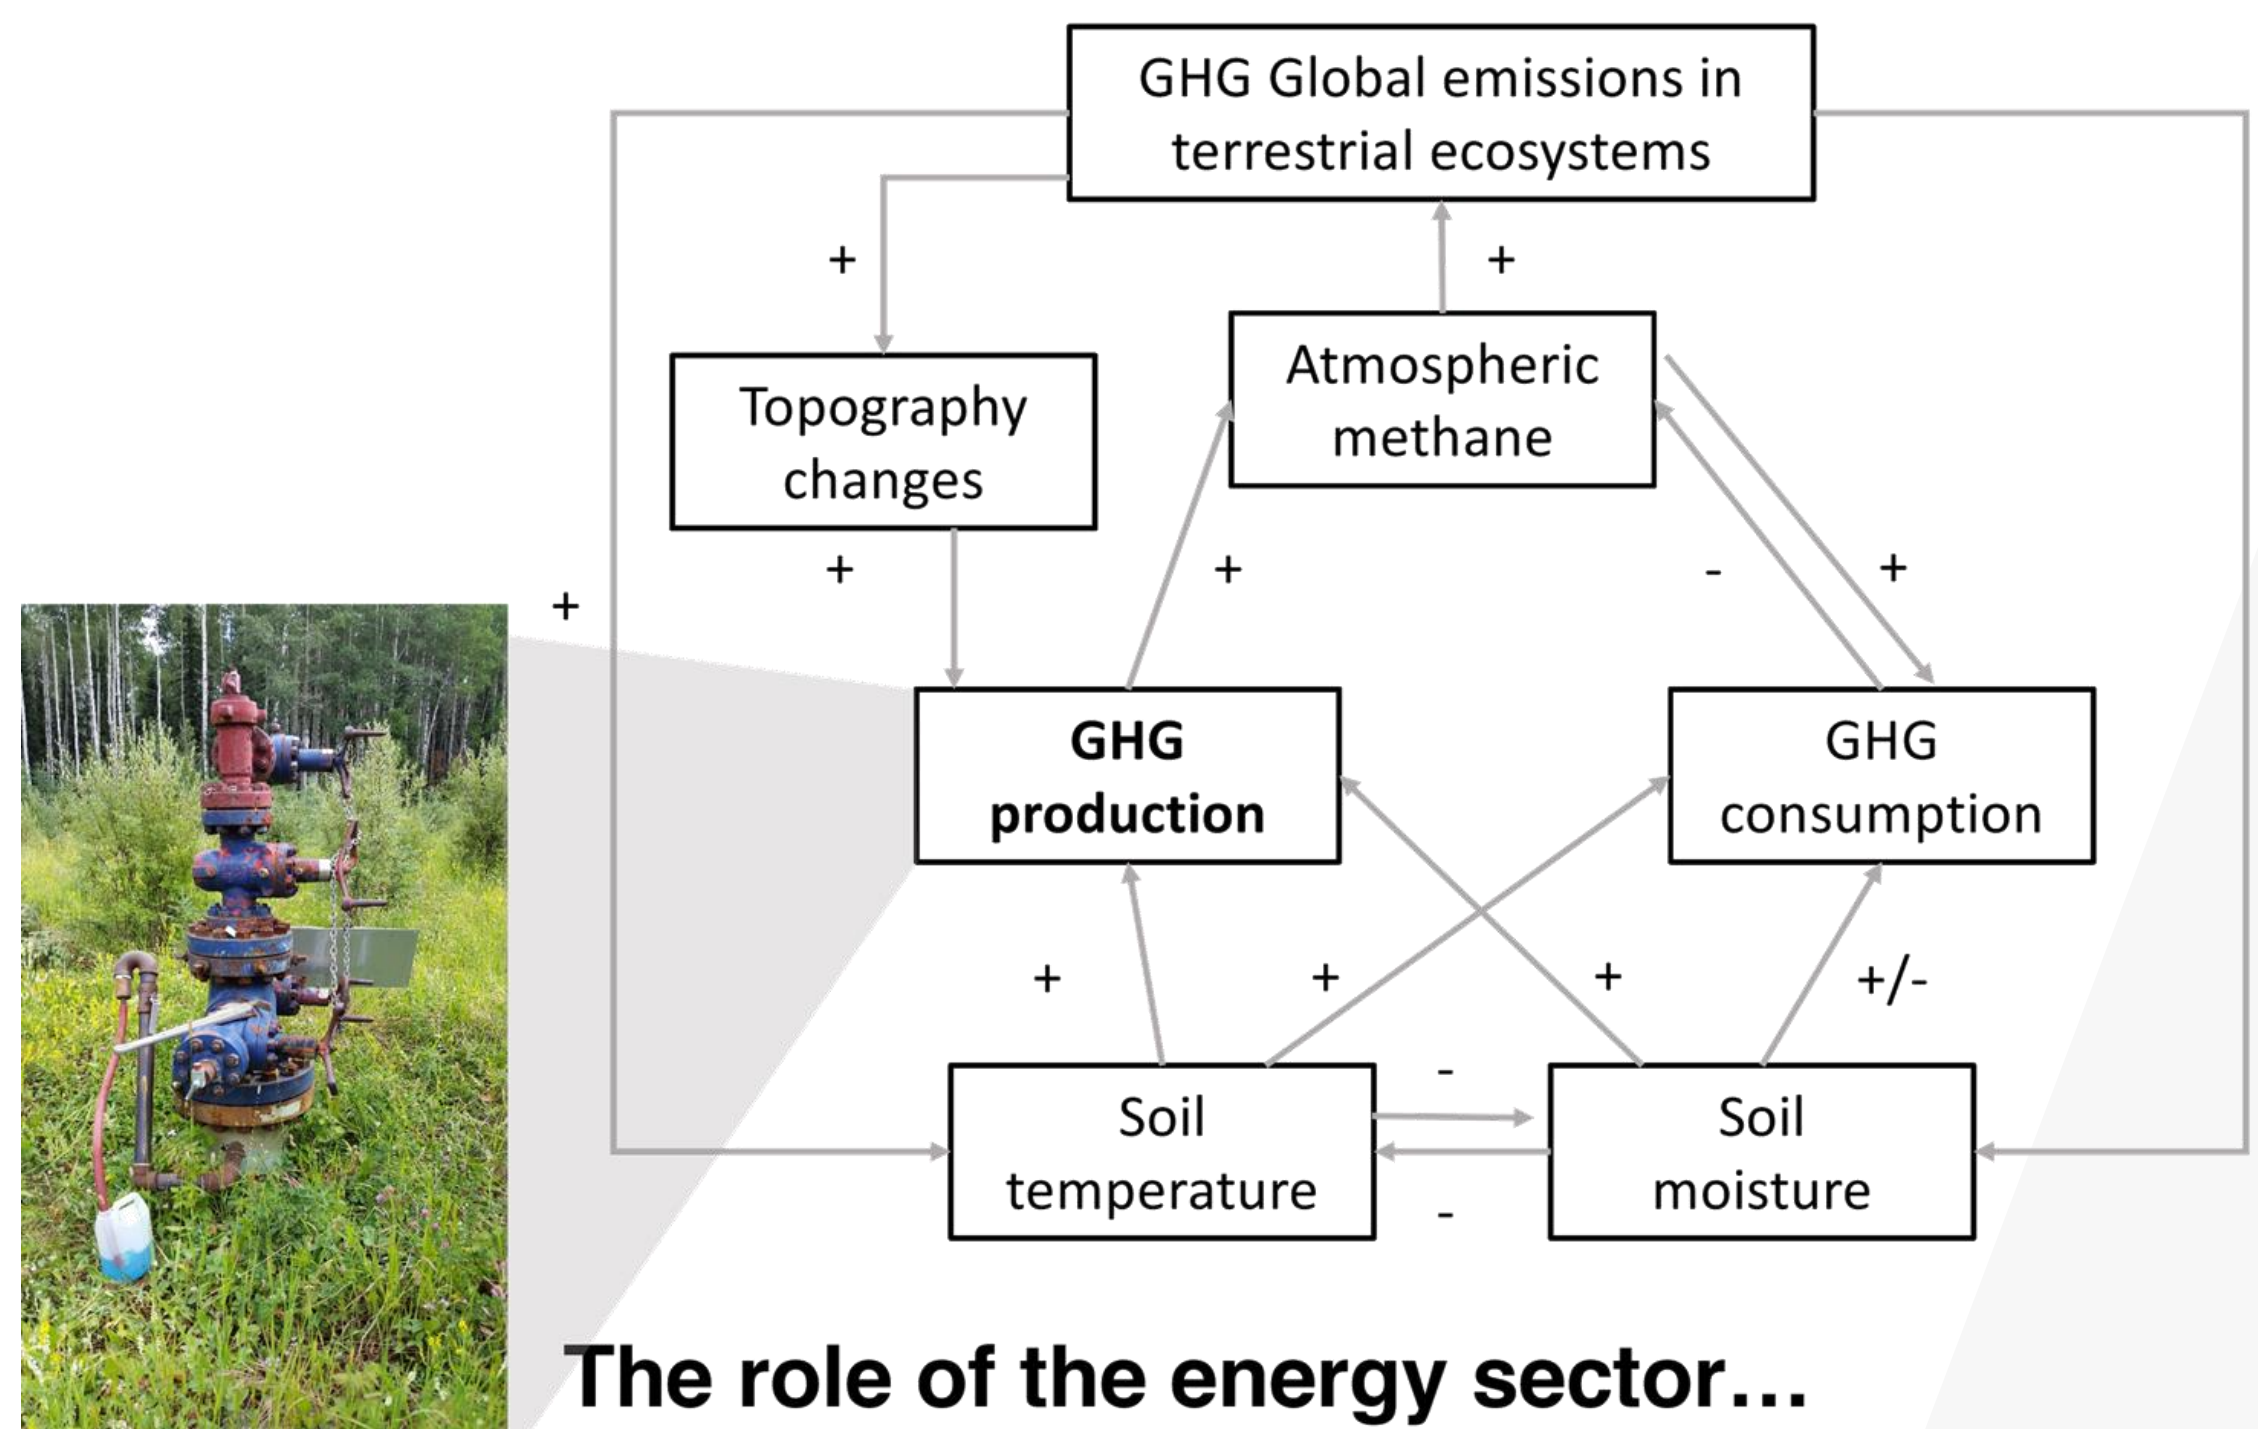 GHG Global emissions in
terrestrial ecosystems
+
+
Atmospheric
methane
Topography
changes
+
+
-
+
+
GHG
production
GHG
consumption
+
+
+
+/-
-
Soil
temperature
Soil
moisture
-
The role of the energy sector…